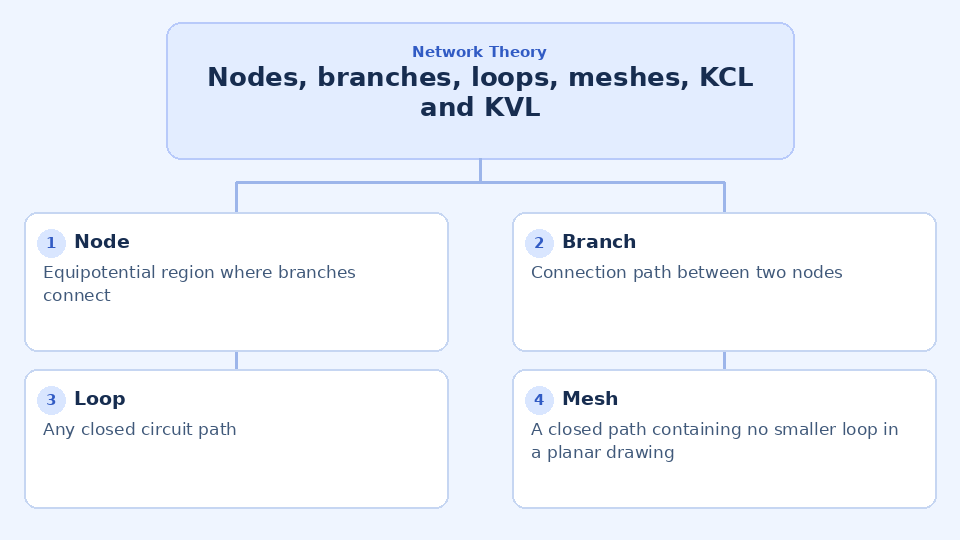 Network Theory
Nodes, branches, loops, meshes, KCL
and KVL
1 Node
Equipotential region where branches
connect
2 Branch
Connection path between two nodes
3 Loop
Any closed circuit path
4 Mesh
A closed path containing no smaller loop in
a planar drawing